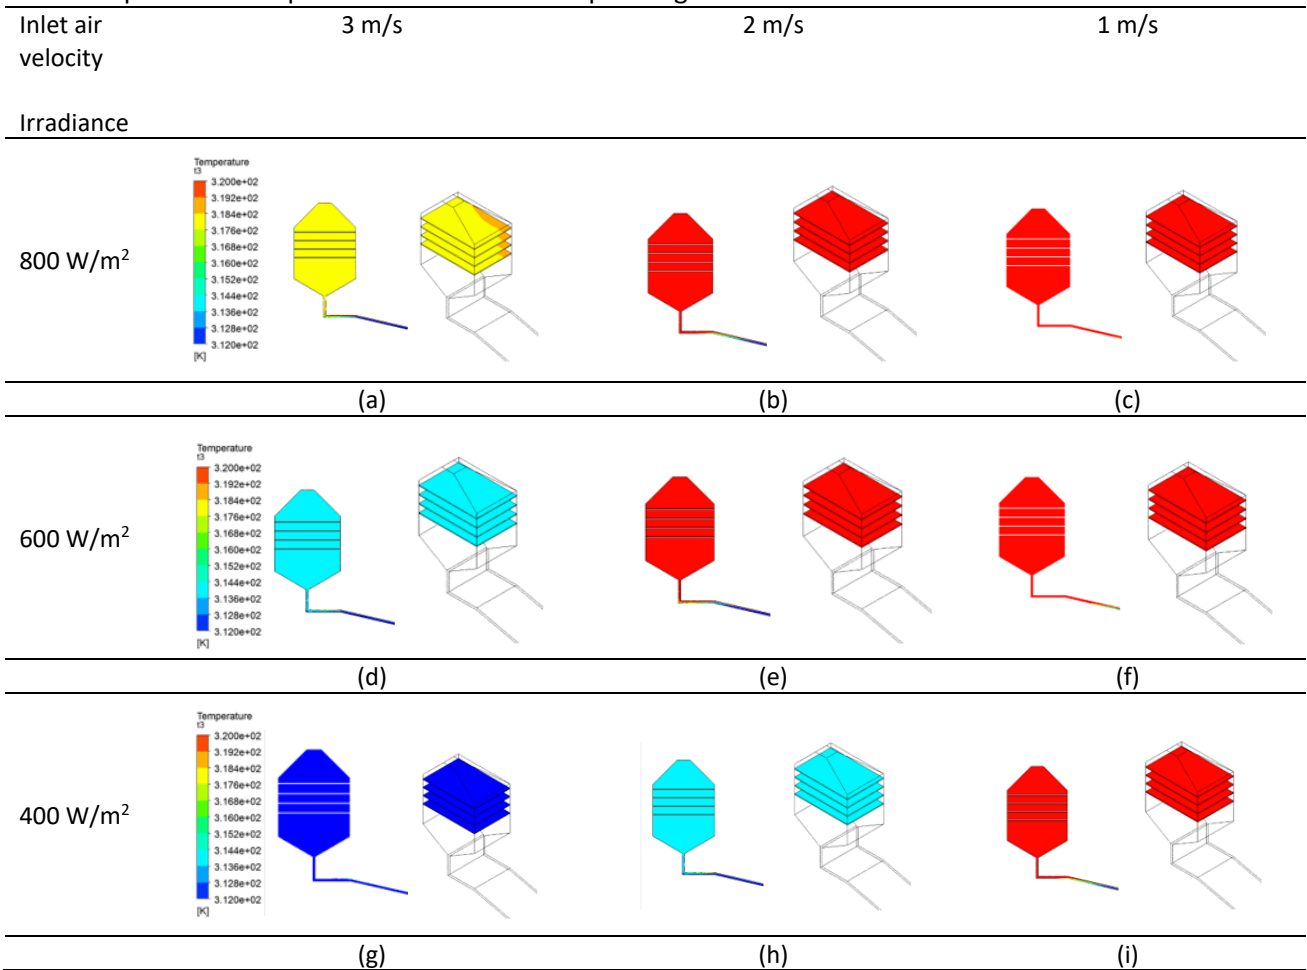 Inlet air velocity 3 m/s 2 m/s 1 m/s
Irradiance
800 W/m²
Temperature
t3
3.200e+02
3.192e+02
3.184e+02
3.176e+02
3.168e+02
3.160e+02
3.152e+02
3.144e+02
3.136e+02
3.128e+02
3.120e+02
[K]
(a) (b) (c)
600 W/m²
Temperature
t3
3.200e+02
3.192e+02
3.184e+02
3.176e+02
3.168e+02
3.160e+02
3.152e+02
3.144e+02
3.136e+02
3.128e+02
3.120e+02
[K]
(d) (e) (f)
400 W/m²
Temperature
t3
3.200e+02
3.192e+02
3.184e+02
3.176e+02
3.168e+02
3.160e+02
3.152e+02
3.144e+02
3.136e+02
3.128e+02
3.120e+02
[K]
(g) (h) (i)